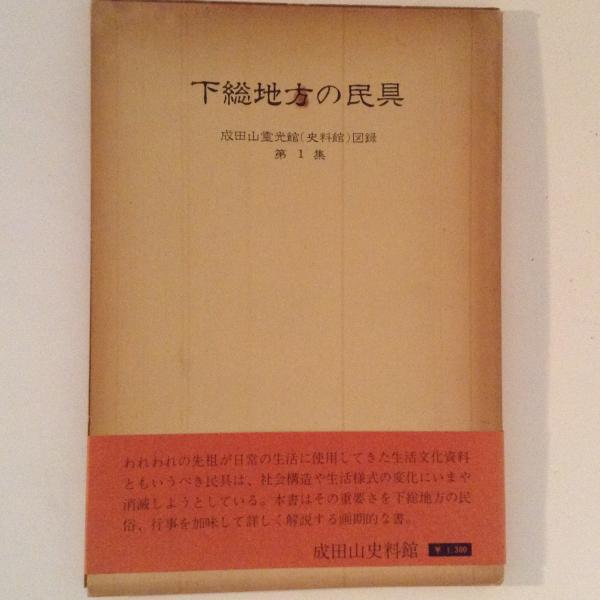 下総地方の民具
成田山霊光館(史料館)図録
第1集
われわれの先祖が日常の生活に使用してきた生活文化資料
ともいうべき民具は、社会構造や生活様式の変化にいまや
消滅しようとしている。本書はその重要さを下総地方の民
俗、行事を加味して詳しく解説する画期的な書。
成田山史料館 ¥1,300